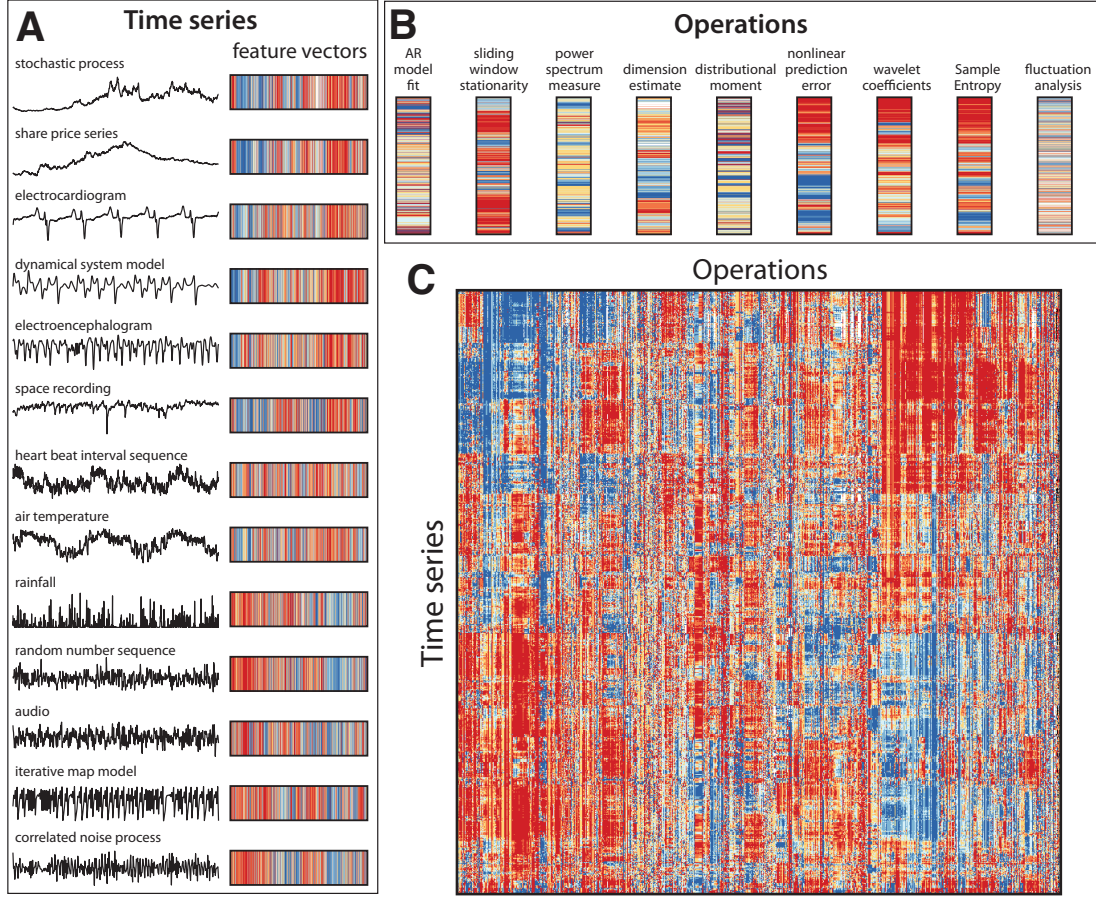 A
Time series
feature vectors
stochastic process
share price series
electrocardiogram
dynamical system model
electroencephalogram
space recording
heart beat interval sequence
air temperature
rainfall
random number sequence
audio
iterative map model
correlated noise process
B
Operations
AR
model
fit
sliding
window
stationarity
power
spectrum
measure
dimension
estimate
distributional
moment
nonlinear
prediction
error
wavelet
coefficients
Sample
Entropy
fluctuation
analysis
C
Operations
Time series